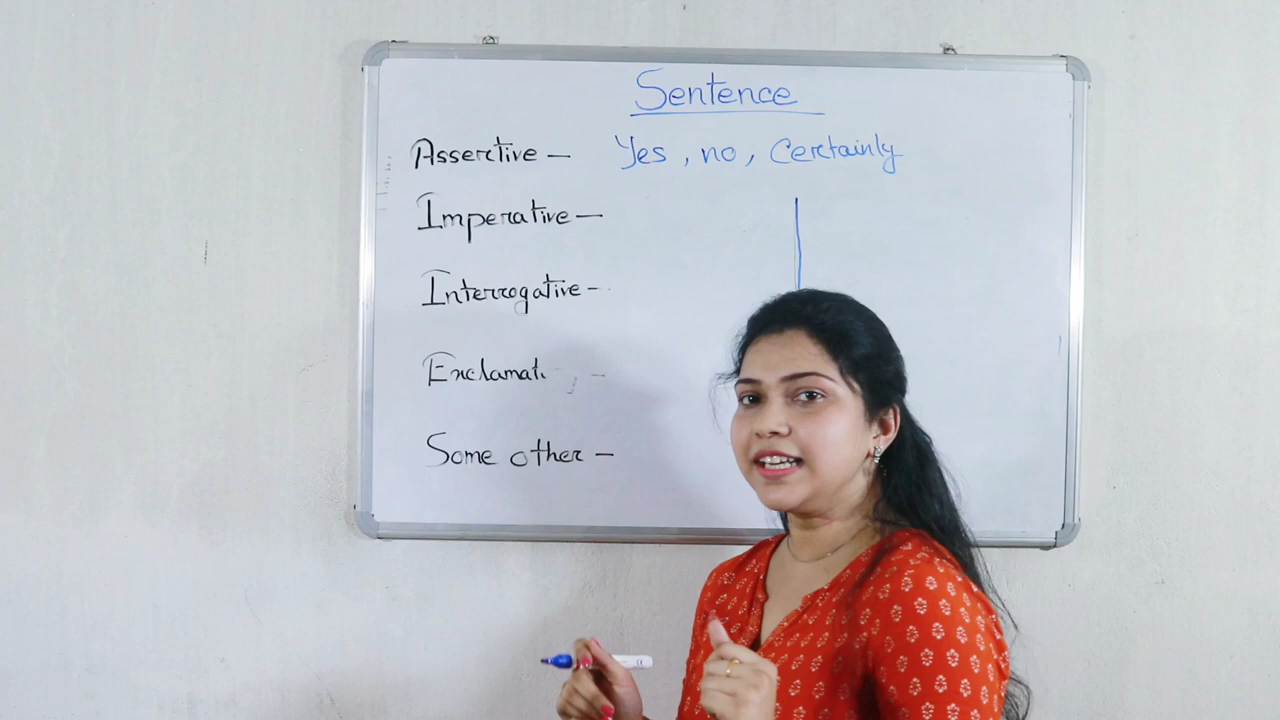 Sentence
Assertive — Yes, no, Certainly
Imperative —
Interrogative -
Exclamati -
Some other -